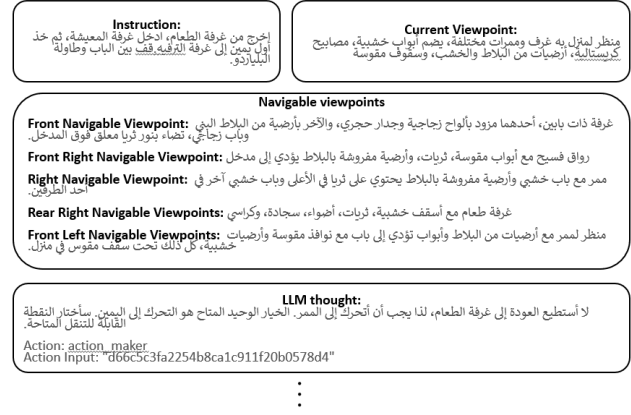 Instruction:
إخرج من غرفة الطعام، ادخل غرفة المعيشة، ثم خذ
أول يمين إلى غرفة الترفيه.قف بين الباب وطاولة
البلياردو.
Current Viewpoint:
منظر لمنزل به غرف وممرات مختلفة، يضم أبواب خشبية، مصابيح
كريستالية، أرضيات من البلاط والخشب، وسقوف مقوسة
Navigable viewpoints
Front Navigable Viewpoint: غرفة ذات بابين، أحدهما مزود بألواح زجاجية وجدار حجري، والآخر بأرضية من البلاط البني
وباب زجاجي، تضاء بنور ثريا معلق فوق المدخل.
Front Right Navigable Viewpoint: رواق فسيح مع أبواب مقوسة، ثريات، وأرضية مفروشة بالبلاط يؤدي إلى مدخل
Right Navigable Viewpoint: ممر مع باب خشبي وأرضية مفروشة بالبلاط يحتوي على ثريا في الأعلى وباب خشبي آخر في
أحد الطرفين.
Rear Right Navigable Viewpoints: غرفة طعام مع أسقف خشبية، ثريات، أضواء، سجادة، وكراسي
Front Left Navigable Viewpoints: منظر لممر مع أرضيات من البلاط وأبواب تؤدي إلى باب مع نوافذ مقوسة وأرضيات
خشبية، كل ذلك تحت سقف مقوس في منزل.
LLM thought:
لا أستطيع العودة إلى غرفة الطعام، لذا يجب أن أتحرك إلى الممر. الخيار الوحيد المتاح هو التحرك إلى اليمين. سأختار النقطة
القابلة للتنقل المتاحة.
Action: action_maker
Action Input: "d66c5c3fa2254b8ca1c911f20b0578d4"